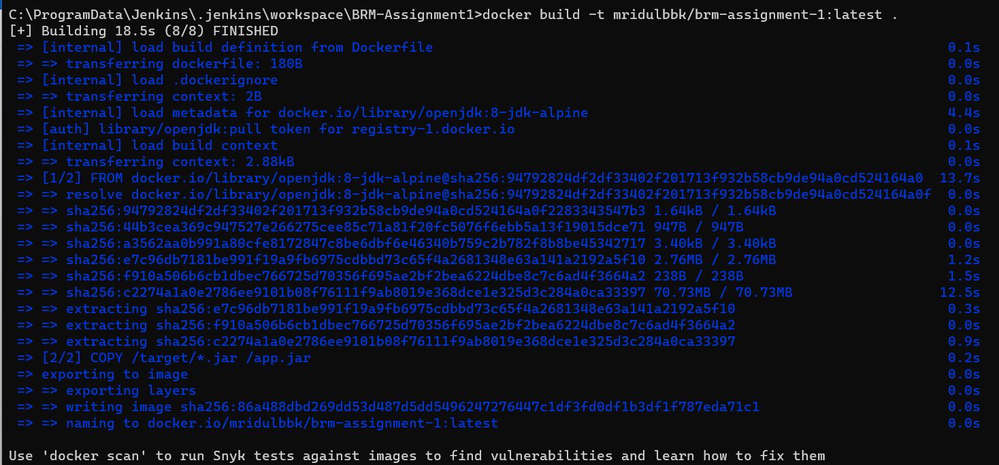 C:\ProgramData\Jenkins\.jenkins\workspace\BRM-Assignment1>docker build -t mridulbbk/brm-assignment-1:latest .
[+] Building 18.5s (8/8) FINISHED
=> [internal] load build definition from Dockerfile 0.1s
=> => transferring dockerfile: 180B 0.0s
=> [internal] load .dockerignore 0.0s
=> => transferring context: 2B 0.0s
=> [internal] load metadata for docker.io/library/openjdk:8-jdk-alpine 4.4s
=> [auth] library/openjdk:pull token for registry-1.docker.io 0.0s
=> [internal] load build context 0.1s
=> => transferring context: 2.88kB 0.0s
=> [1/2] FROM docker.io/library/openjdk:8-jdk-alpine@sha256:94792824df2df33402f201713f932b58cb9de94a0cd524164a0 13.7s
=> => resolve docker.io/library/openjdk:8-jdk-alpine@sha256:94792824df2df33402f201713f932b58cb9de94a0cd524164a0f 0.0s
=> => sha256:94792824df2df33402f201713f932b58cb9de94a0cd524164a0f2283343547b3 1.64kB / 1.64kB 0.0s
=> => sha256:44b3cea369c947527e266275cee85c71a81f20fc5076f6ebb5a13f19015dce71 947B / 947B 0.0s
=> => sha256:a3562aa0b991a80cfe8172847c8be6dbf6e46340b759c2b782f8b8be45342717 3.40kB / 3.40kB 0.0s
=> => sha256:e7c96db7181be991f19a9fb6975cdbbd73c65f4a2681348e63a141a2192a5f10 2.76MB / 2.76MB 1.2s
=> => sha256:f910a506b6cb1dbec766725d70356f695ae2bf2bea6224dbe8c7c6ad4f3664a2 238B / 238B 1.5s
=> => sha256:c2274a1a0e2786ee9101b08f76111f9ab8019e368dce1e325d3c284a0ca33397 70.73MB / 70.73MB 12.5s
=> => extracting sha256:e7c96db7181be991f19a9fb6975cdbbd73c65f4a2681348e63a141a2192a5f10 0.3s
=> => extracting sha256:f910a506b6cb1dbec766725d70356f695ae2bf2bea6224dbe8c7c6ad4f3664a2 0.0s
=> => extracting sha256:c2274a1a0e2786ee9101b08f76111f9ab8019e368dce1e325d3c284a0ca33397 0.9s
=> [2/2] COPY /target/*.jar /app.jar 0.2s
=> exporting to image 0.0s
=> => exporting layers 0.0s
=> => writing image sha256:86a488dbd269dd53d487d5dd5496247276447c1df3fd0df1b3df1f787eda71c1 0.0s
=> => naming to docker.io/mridulbbk/brm-assignment-1:latest 0.0s
Use 'docker scan' to run Snyk tests against images to find vulnerabilities and learn how to fix them